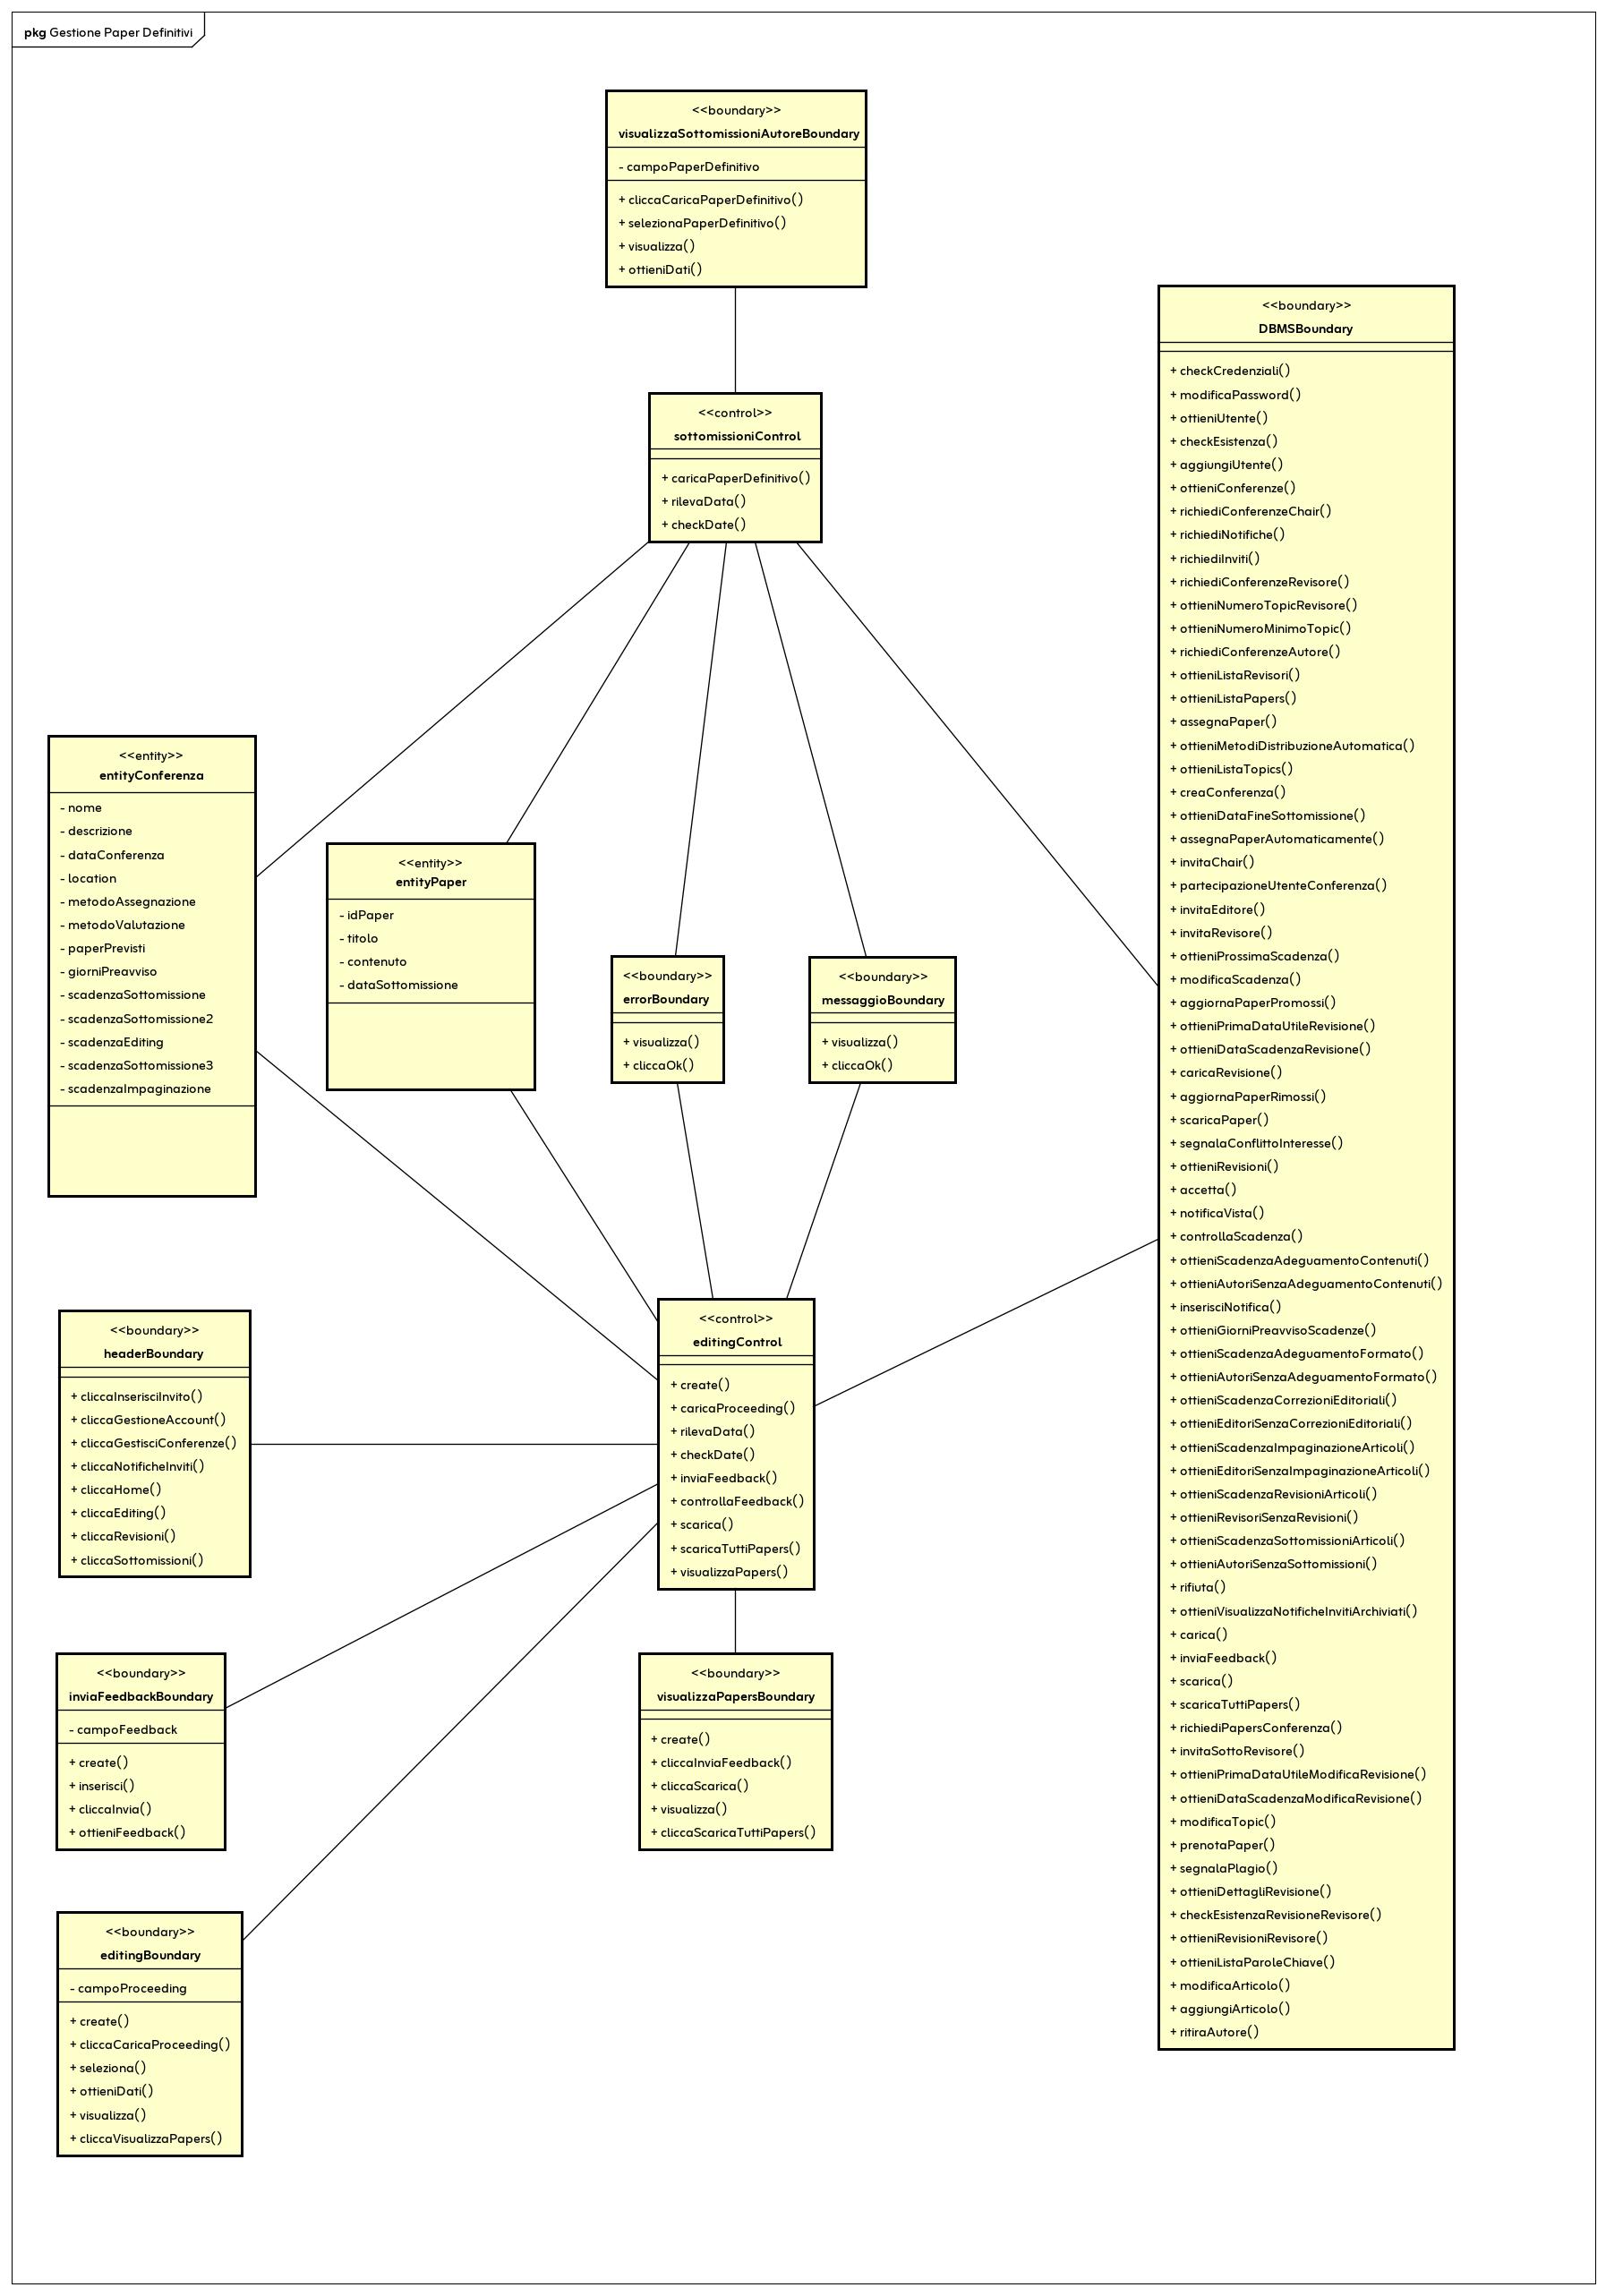 pkg Gestione Paper Definitivi
<<boundary>>
visualizzaSottomissioniAutoreBoundary
- campoPaperDefinitivo
+ cliccaCaricaPaperDefinitivo()
+ selezionaPaperDefinitivo()
+ visualizza()
+ ottieniDati()
<<control>>
sottomissioniControl
+ caricaPaperDefinitivo()
+ rilevaData()
+ checkDate()
<<entity>>
entityConferenza
- nome
- descrizione
- dataConferenza
- location
- metodoAssegnazione
- metodoValutazione
- paperPrevisti
- giorniPreavviso
- scadenzaSottomissione
- scadenzaSottomissione2
- scadenzaEditing
- scadenzaSottomissione3
- scadenzaImpaginazione
<<entity>>
entityPaper
- idPaper
- titolo
- contenuto
- dataSottomissione
<<boundary>>
errorBoundary
+ visualizza()
+ cliccaOk()
<<boundary>>
messaggioBoundary
+ visualizza()
+ cliccaOk()
<<boundary>>
DBMSBoundary
+ checkCredenziali()
+ modificaPassword()
+ ottieniUtente()
+ checkEsistenza()
+ aggiungiUtente()
+ ottieniConferenze()
+ richiediConferenzeChair()
+ richiediNotifiche()
+ richiediInviti()
+ richiediConferenzeRevisore()
+ ottieniNumeroTopicRevisore()
+ ottieniNumeroMinimoTopic()
+ richiediConferenzeAutore()
+ ottieniListaRevisori()
+ ottieniListaPapers()
+ assegnaPaper()
+ ottieniMetodiDistribuzioneAutomatica()
+ ottieniListaTopics()
+ creaConferenza()
+ ottieniDataFineSottomissione()
+ assegnaPaperAutomaticamente()
+ invitaChair()
+ partecipazioneUtenteConferenza()
+ invitaEditore()
+ invitaRevisore()
+ ottieniProssimaScadenza()
+ modificaScadenza()
+ aggiornaPaperPromossi()
+ ottieniPrimaDataUtileRevisione()
+ ottieniDataScadenzaRevisione()
+ caricaRevisione()
+ aggiornaPaperRimossi()
+ scaricaPaper()
+ segnalaConflittoInteresse()
+ ottieniRevisioni()
+ accetta()
+ notificaVista()
+ controllaScadenza()
+ ottieniScadenzaAdeguamentoContenuti()
+ ottieniAutoriSenzaAdeguamentoContenuti()
+ inserisciNotifica()
+ ottieniGiorniPreavvisoScadenze()
+ ottieniScadenzaAdeguamentoFormato()
+ ottieniAutoriSenzaAdeguamentoFormato()
+ ottieniScadenzaCorrezioniEditoriali()
+ ottieniEditoriSenzaCorrezioniEditoriali()
+ ottieniScadenzaImpaginazioneArticoli()
+ ottieniEditoriSenzaImpaginazioneArticoli()
+ ottieniScadenzaRevisioniArticoli()
+ ottieniRevisoriSenzaRevisioni()
+ ottieniScadenzaSottomissioniArticoli()
+ ottieniAutoriSenzaSottomissioni()
+ rifiuta()
+ ottieniVisualizzaNotificheInvitiArchiviati()
+ carica()
+ inviaFeedback()
+ scarica()
+ scaricaTuttiPapers()
+ richiediPapersConferenza()
+ invitaSottoRevisore()
+ ottieniPrimaDataUtileModificaRevisione()
+ ottieniDataScadenzaModificaRevisione()
+ modificaTopic()
+ prenotaPaper()
+ segnalaPlagio()
+ ottieniDettagliRevisione()
+ checkEsistenzaRevisioneRevisore()
+ ottieniRevisioniRevisore()
+ ottieniListaParoleChiave()
+ modificaArticolo()
+ aggiungiArticolo()
+ ritiraAutore()
<<boundary>>
headerBoundary
+ cliccaInserisciInvito()
+ cliccaGestioneAccount()
+ cliccaGestisciConferenze()
+ cliccaNotificheInviti()
+ cliccaHome()
+ cliccaEditing()
+ cliccaRevisioni()
+ cliccaSottomissioni()
<<control>>
editingControl
+ create()
+ caricaProceeding()
+ rilevaData()
+ checkDate()
+ inviaFeedback()
+ controllaFeedback()
+ scarica()
+ scaricaTuttiPapers()
+ visualizzaPapers()
<<boundary>>
inviaFeedbackBoundary
- campoFeedback
+ create()
+ inserisci()
+ cliccaInvia()
+ ottieniFeedback()
<<boundary>>
visualizzaPapersBoundary
+ create()
+ cliccaInviaFeedback()
+ cliccaScarica()
+ visualizza()
+ cliccaScaricaTuttiPapers()
<<boundary>>
editingBoundary
- campoProceeding
+ create()
+ cliccaCaricaProceeding()
+ seleziona()
+ ottieniDati()
+ visualizza()
+ cliccaVisualizzaPapers()